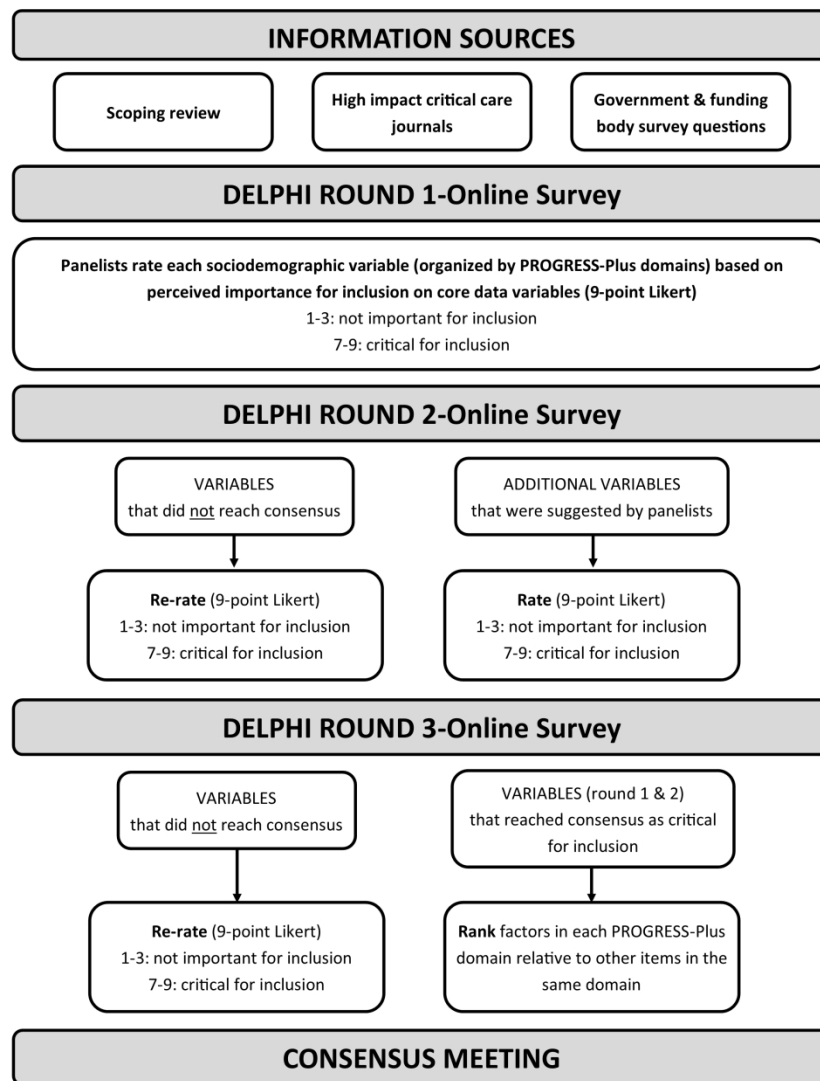 INFORMATION SOURCES
Scoping review
High impact critical care
journals
Government & funding
body survey questions
DELPHI ROUND 1-Online Survey
Panelists rate each sociodemographic variable (organized by PROGRESS-Plus domains) based on
perceived importance for inclusion on core data variables (9-point Likert)
1-3: not important for inclusion
7-9: critical for inclusion
DELPHI ROUND 2-Online Survey
VARIABLES
that did not reach consensus
ADDITIONAL VARIABLES
that were suggested by panelists
Re-rate (9-point Likert)
1-3: not important for inclusion
7-9: critical for inclusion
Rate (9-point Likert)
1-3: not important for inclusion
7-9: critical for inclusion
DELPHI ROUND 3-Online Survey
VARIABLES
that did not reach consensus
VARIABLES (round 1 & 2)
that reached consensus as critical
for inclusion
Re-rate (9-point Likert)
1-3: not important for inclusion
7-9: critical for inclusion
Rank factors in each PROGRESS-Plus
domain relative to other items in the
same domain
CONSENSUS MEETING